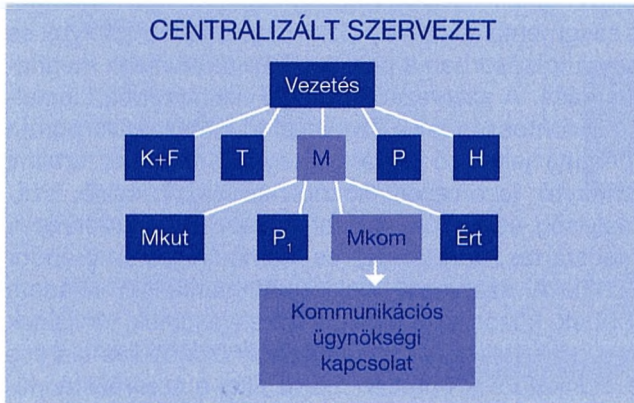 CENTRALIZÁLT SZERVEZET
Vezetés
K+F T M P H
Mkut P₁ Mkom Ért
Kommunikációs
ügynökségi
kapcsolat